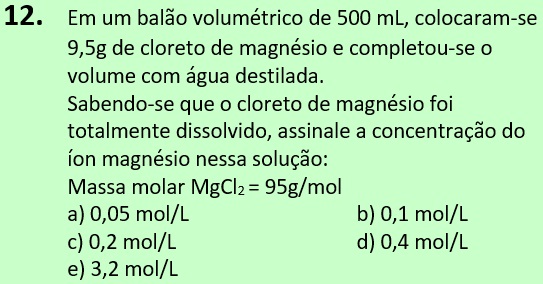 12. Em um balão volumétrico de 500 mL, colocaram-se
9,5g de cloreto de magnésio e completou-se o
volume com água destilada.
Sabendo-se que o cloreto de magnésio foi
totalmente dissolvido, assinale a concentração do
íon magnésio nessa solução:
Massa molar MgCl₂ = 95g/mol
a) 0,05 mol/L b) 0,1 mol/L
c) 0,2 mol/L d) 0,4 mol/L
e) 3,2 mol/L